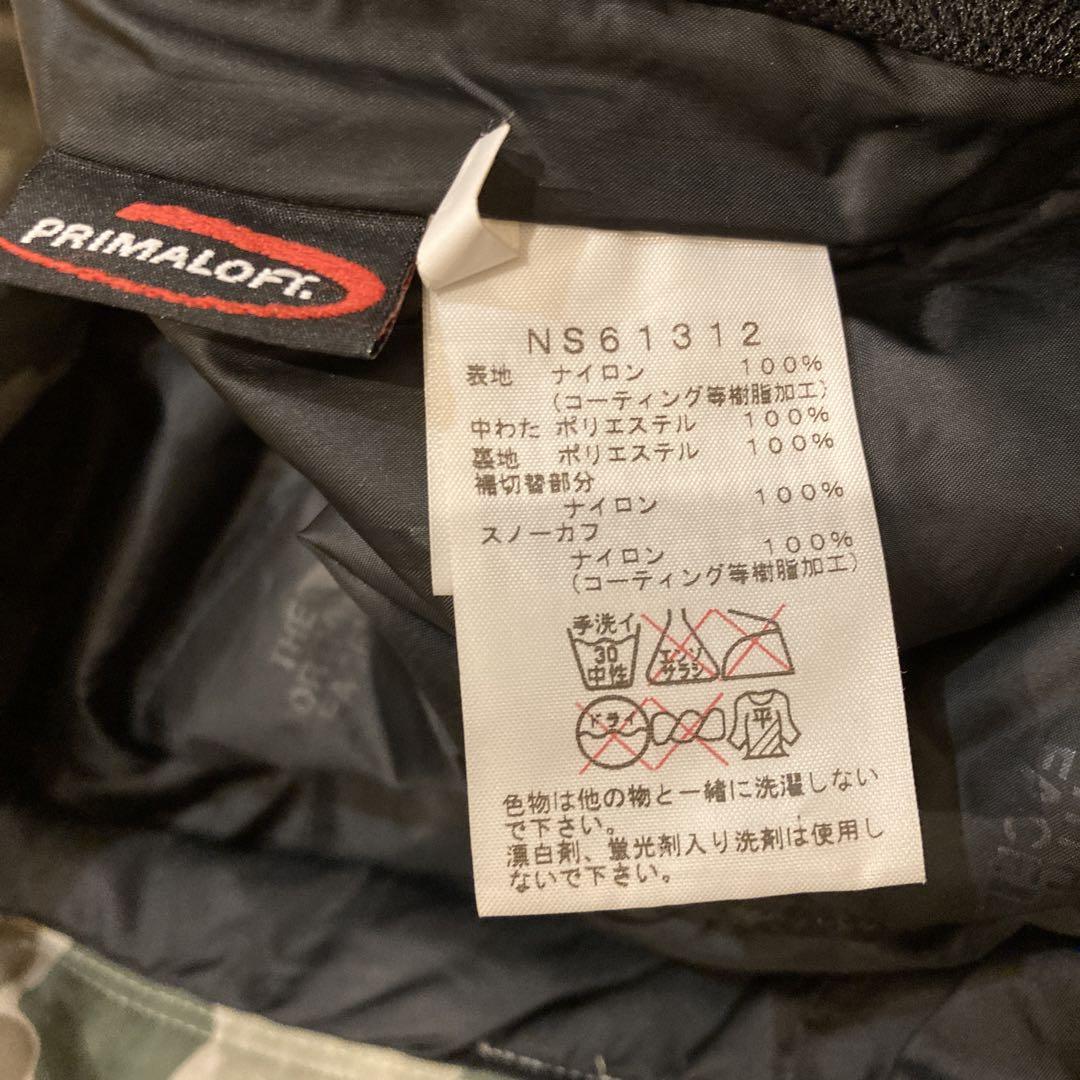 PRIMALOFT.
NS61312
表地 ナイロン 100%
(コーティング等樹脂加工)
中わた ポリエステル 100%
裏地 ポリエステル 100%
裾切替部分
ナイロン 100%
スノーカフ
ナイロン 100%
(コーティング等樹脂加工)
手洗イ
30
中性
エンソ
サラシ
ドライ
平
色物は他の物と一緒に洗濯しない
で下さい。
漂白剤、蛍光剤入り洗剤は使用し
ないで下さい。
THE
OF